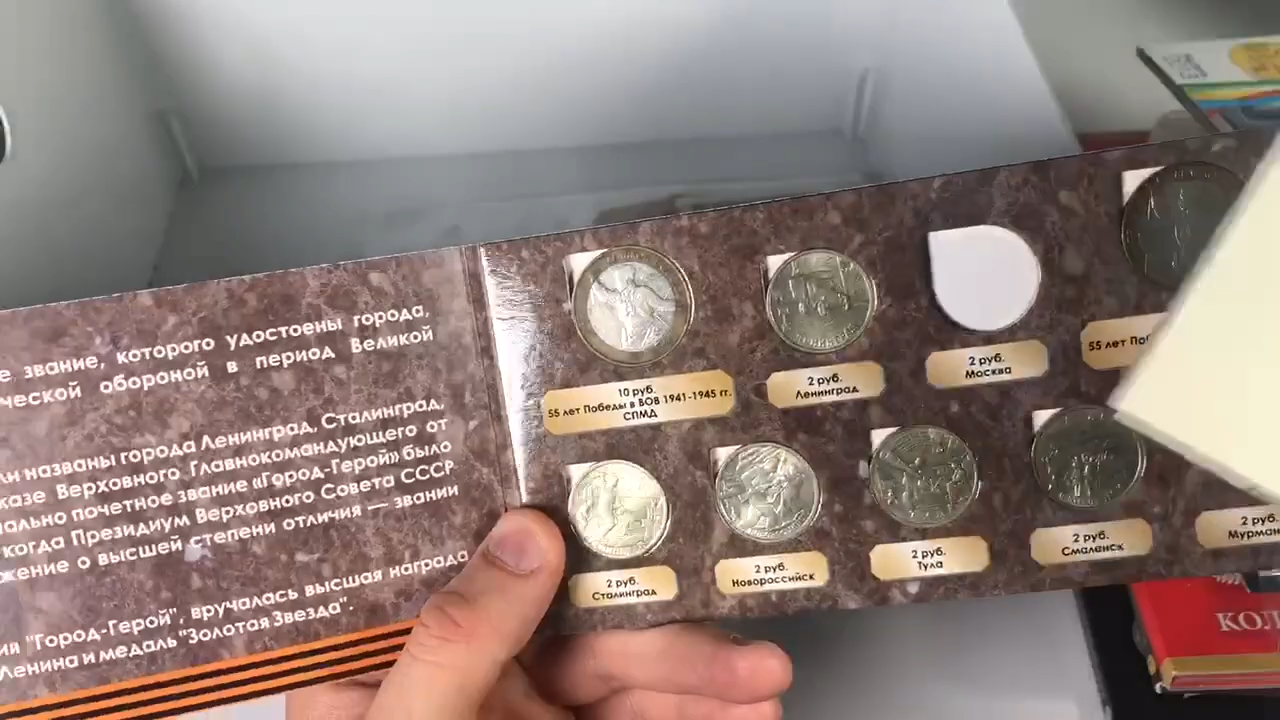 е звание, которого удостоены города,
ческой обороной в период Великой
ли названы города Ленинград, Сталинград,
казе Верховного Главнокомандующего от
ально почетное звание «Город-Герой» было
когда Президиум Верховного Совета СССР
жение о высшей степени отличия — звании
ия "Город-Герой", вручалась высшая награда
Ленина и медаль "Золотая Звезда".
10 руб.
55 лет Победы в ВОВ 1941-1945 гг.
СПМД
2 руб.
Ленинград
2 руб.
Москва
55 лет Поб
2 руб.
Сталинград
2 руб.
Новороссийск
2 руб.
Тула
2 руб.
Смоленск
2 руб.
Мурман
КОЛ